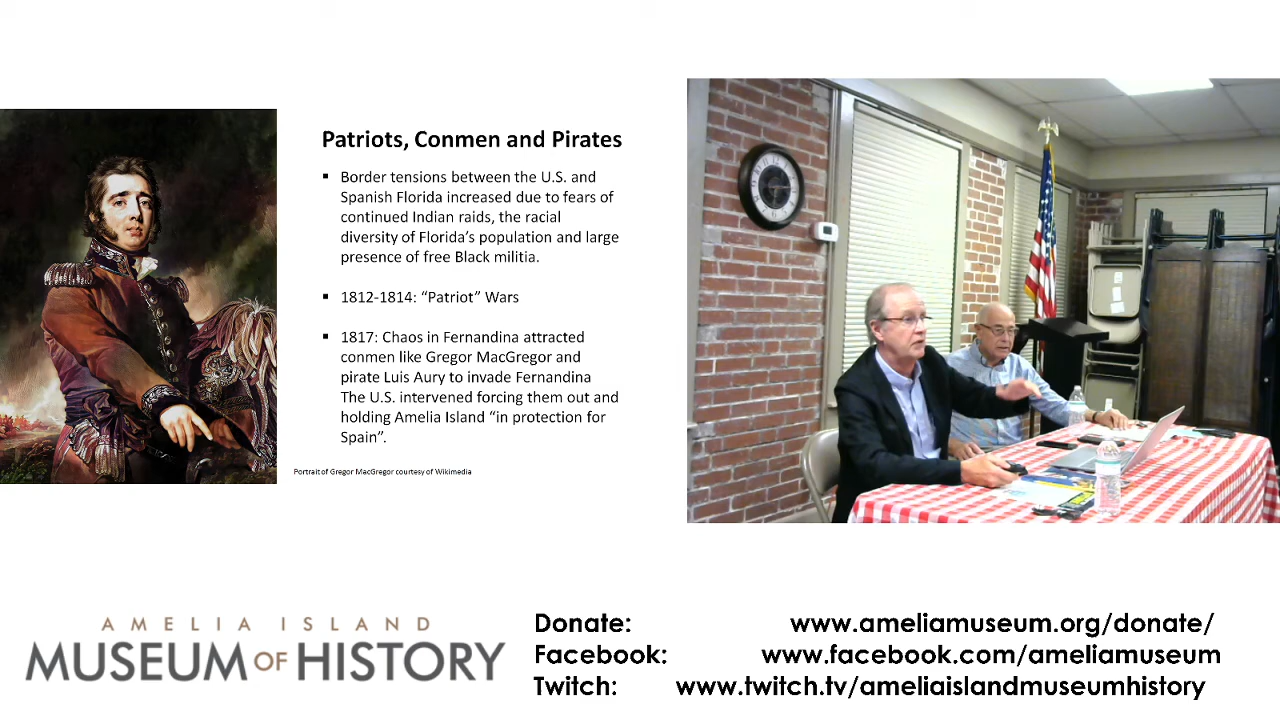 Patriots, Conmen and Pirates
▪ Border tensions between the U.S. and
Spanish Florida increased due to fears of
continued Indian raids, the racial
diversity of Florida's population and large
presence of free Black militia.
▪ 1812-1814: “Patriot” Wars
▪ 1817: Chaos in Fernandina attracted
conmen like Gregor MacGregor and
pirate Luis Aury to invade Fernandina
The U.S. intervened forcing them out and
holding Amelia Island “in protection for
Spain”.
Portrait of Gregor MacGregor courtesy of Wikimedia
AMELIA ISLAND
MUSEUM OF HISTORY
Donate: www.ameliamuseum.org/donate/
Facebook: www.facebook.com/ameliamuseum
Twitch: www.twitch.tv/ameliaislandmuseumhistory